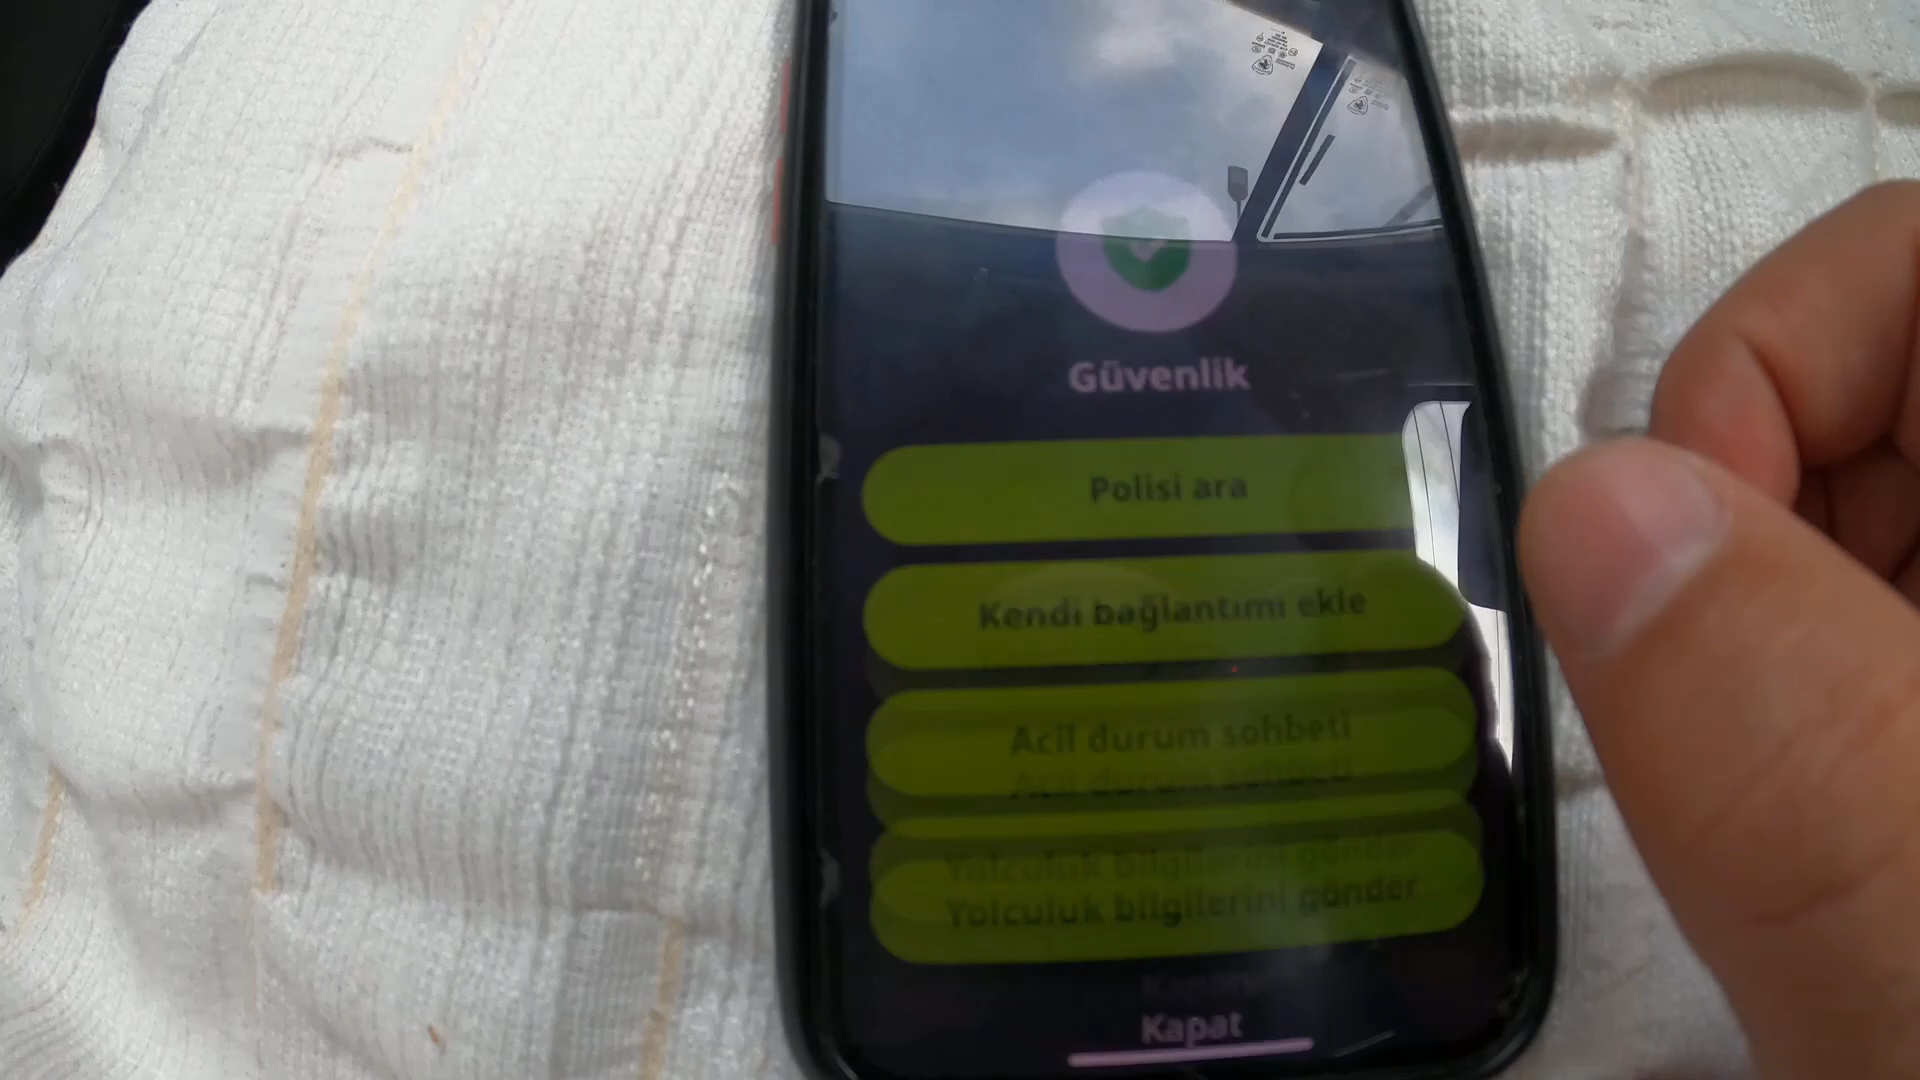 Güvenlik
Polisi ara
Kendi bağlantımı ekle
Acil durum sohbeti
Yolculuk bilgilerini gönder
Kapat